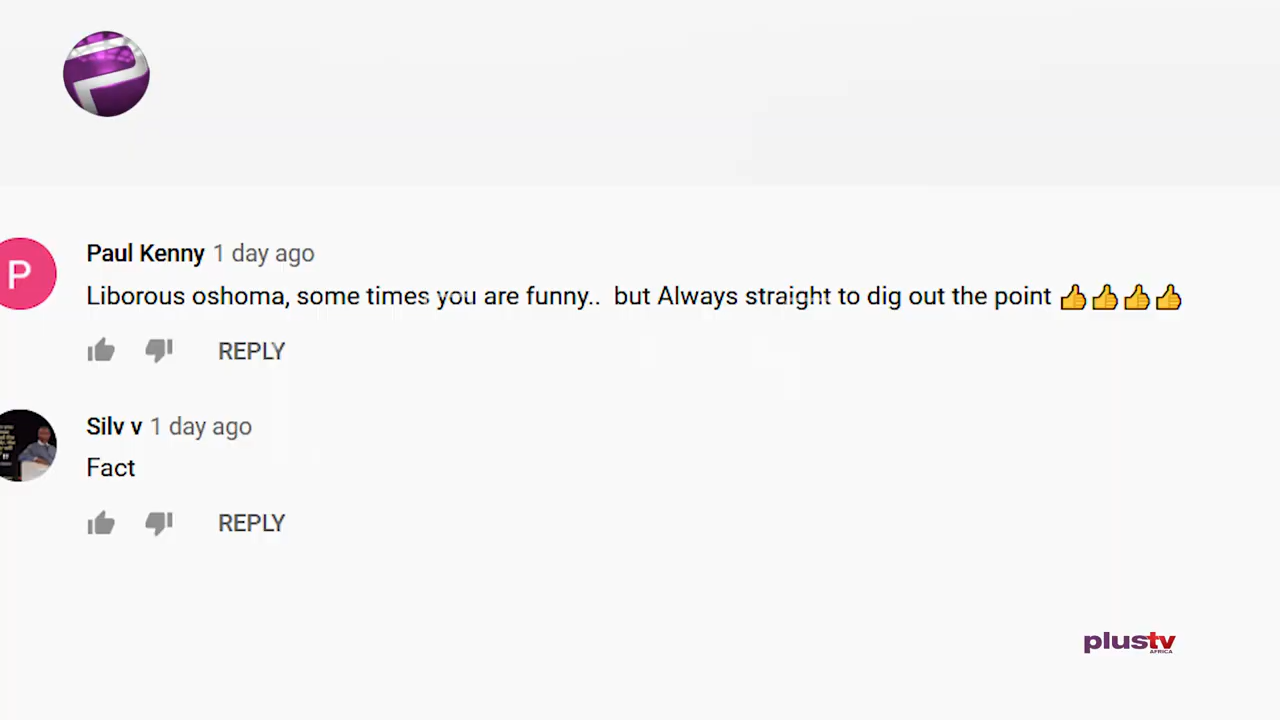 P
Paul Kenny 1 day ago
Liborous oshoma, some times you are funny..  but Always straight to dig out the point 👍👍👍👍
REPLY
Silv v 1 day ago
Fact
REPLY
plustv
AFRICA